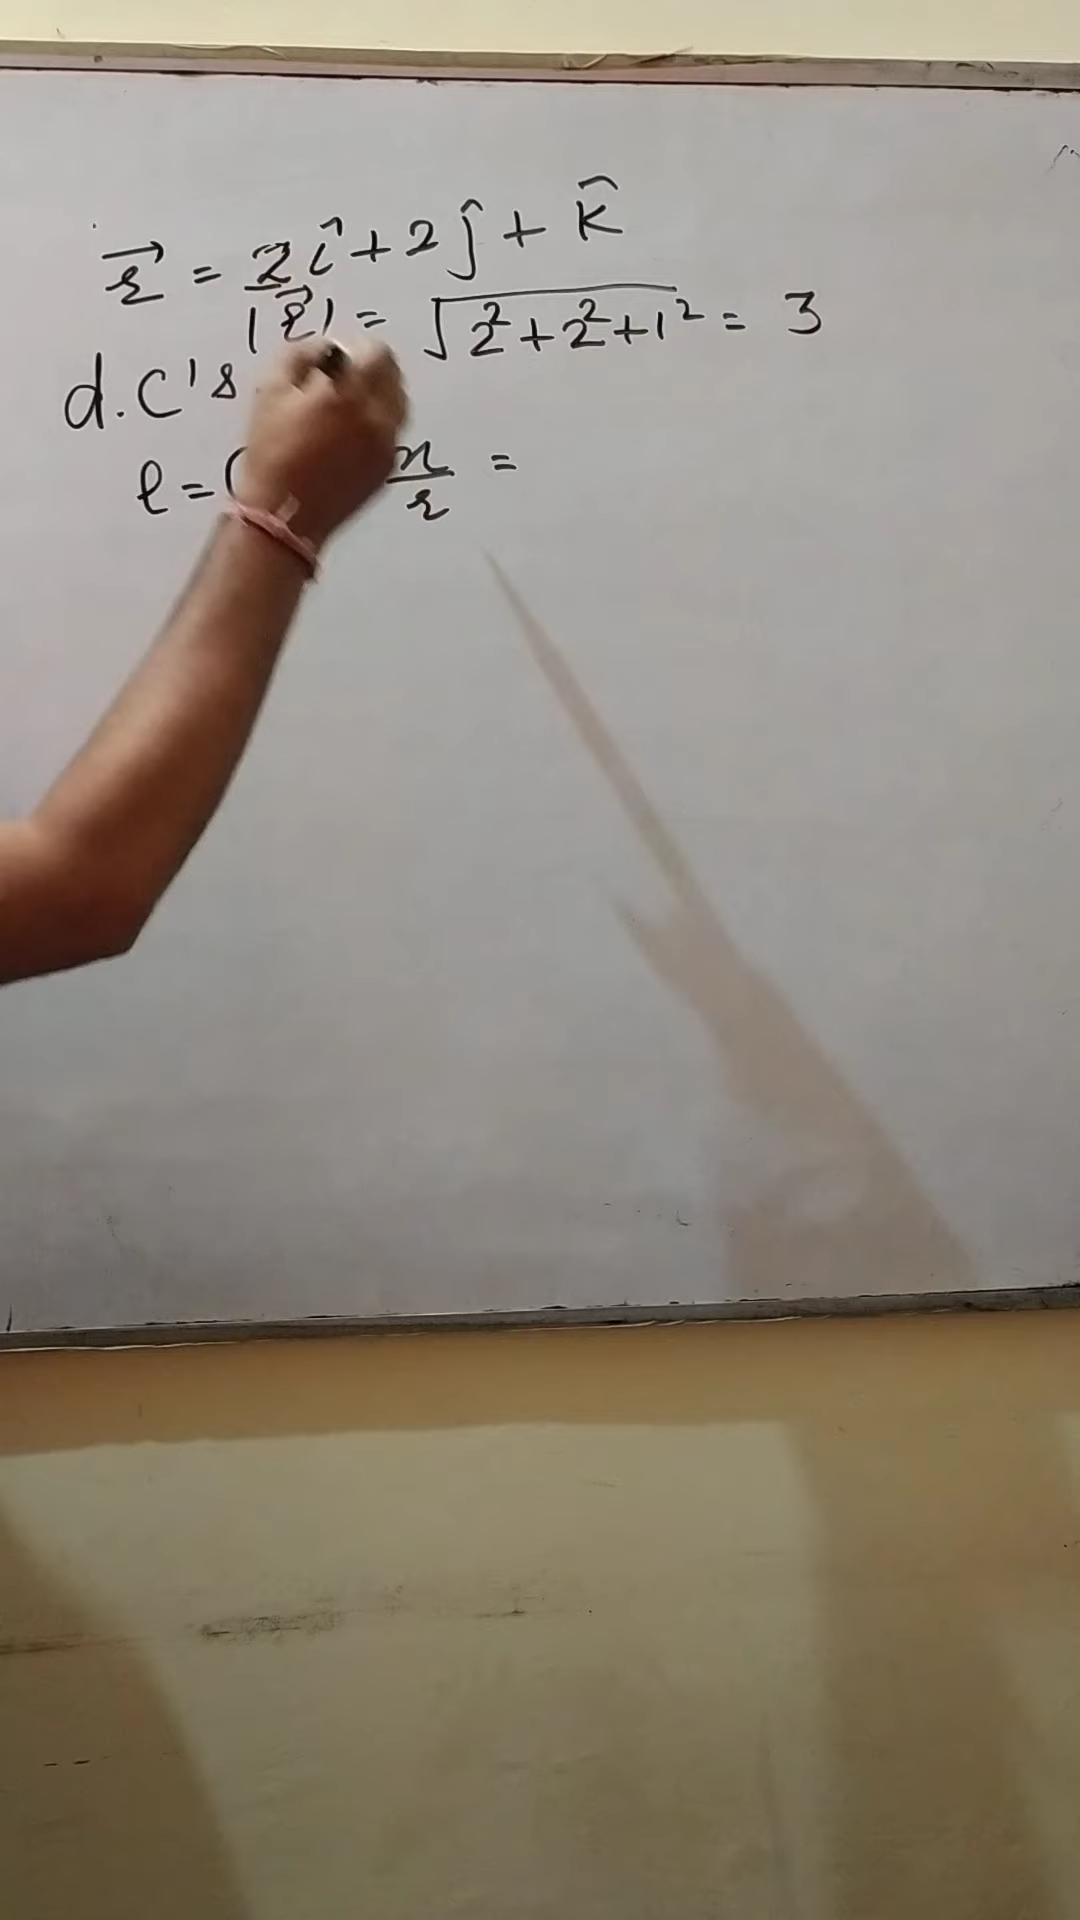 r⃗ = 2î + 2ĵ + k̂
|r⃗| = √2² + 2² + 1² = 3
d.c's
l = x/r =